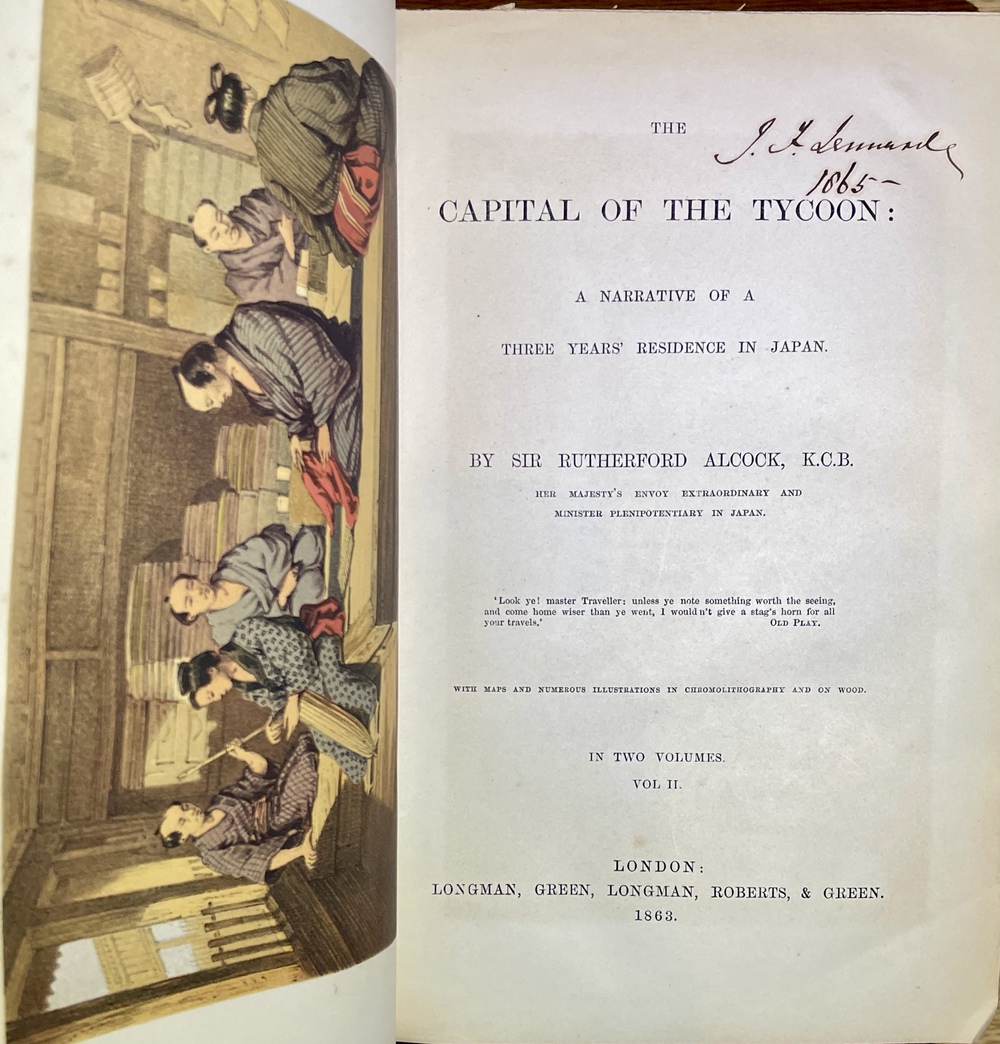 THE
J. F. Lennard
1865-
CAPITAL OF THE TYCOON:
A NARRATIVE OF A
THREE YEARS' RESIDENCE IN JAPAN.
BY SIR RUTHERFORD ALCOCK, K.C.B.
HER MAJESTY'S ENVOY EXTRAORDINARY AND
MINISTER PLENIPOTENTIARY IN JAPAN.
'Look ye! master Traveller: unless ye note something worth the seeing,
and come home wiser than ye went, I wouldn't give a stag's horn for all
your travels.' OLD PLAY.
WITH MAPS AND NUMEROUS ILLUSTRATIONS IN CHROMOLITHOGRAPHY AND ON WOOD.
IN TWO VOLUMES.
VOL II.
LONDON:
LONGMAN, GREEN, LONGMAN, ROBERTS, & GREEN.
1863.